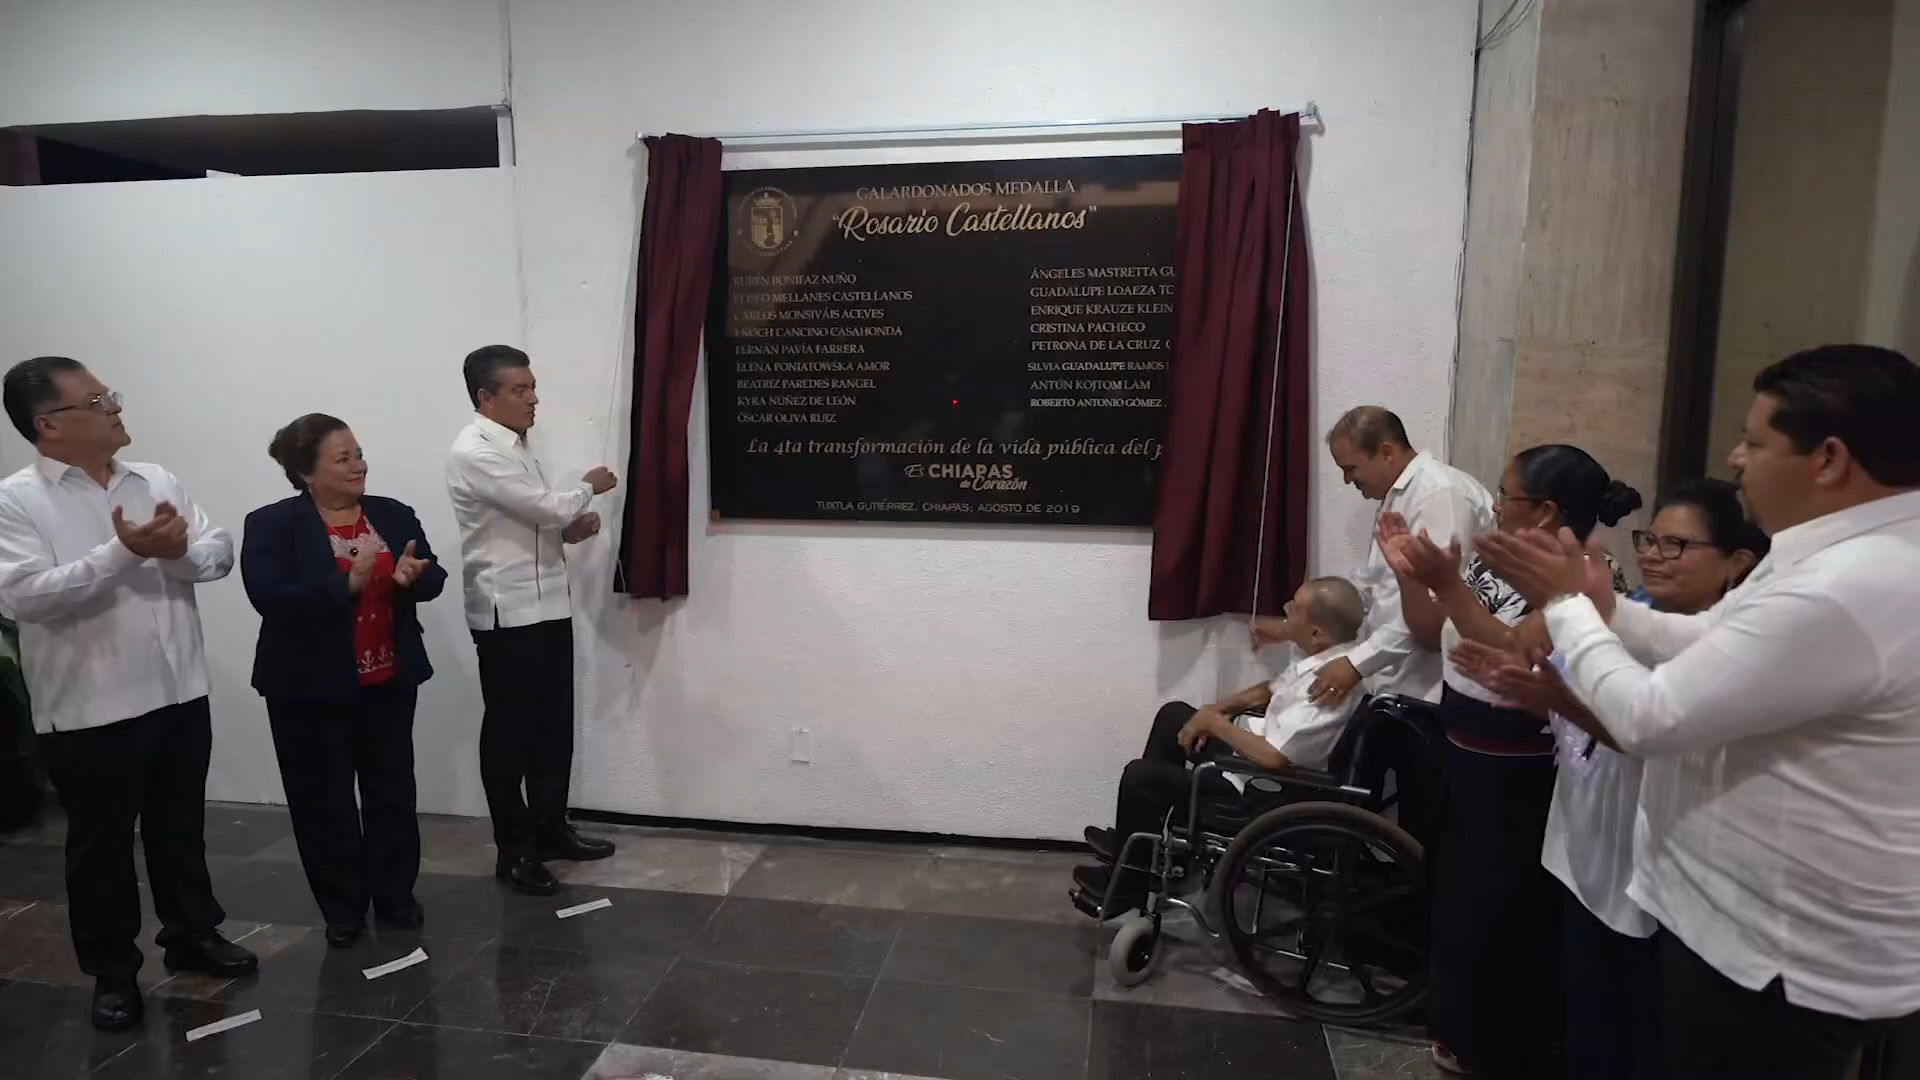 GALARDONADOS MEDALLA
"Rosario Castellanos"
RUBÉN BONIFAZ NUÑO
ELISEO MELLANES CASTELLANOS
CARLOS MONSIVÁIS ACEVES
ENOCH CANCINO CASAHONDA
FERNÁN PAVÍA FARRERA
ELENA PONIATOWSKA AMOR
BEATRIZ PAREDES RANGEL
KYRA NÚÑEZ DE LEÓN
ÓSCAR OLIVA RUIZ
ÁNGELES MASTRETTA GU
GUADALUPE LOAEZA TO
ENRIQUE KRAUZE KLEIN
CRISTINA PACHECO
PETRONA DE LA CRUZ
SILVIA GUADALUPE RAMOS
ANTÚN KOJTOM LAM
ROBERTO ANTONIO GÓMEZ
La 4ta transformación de la vida pública del p
Es CHIAPAS
de Corazón
TUXTLA GUTIÉRREZ, CHIAPAS; AGOSTO DE 2019